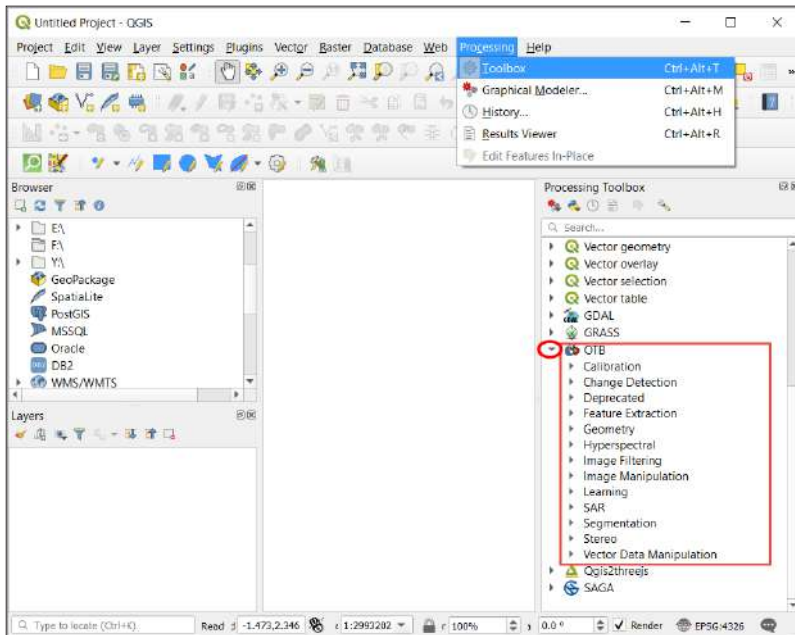 Untitled Project - QGIS
Project Edit View Layer Settings Plugins Vector Raster Database Web Processing Help
Toolbox Ctrl+Alt+T
Graphical Modeler... Ctrl+Alt+M
History... Ctrl+Alt+H
Results Viewer Ctrl+Alt+R
Edit Features In-Place
Browser
E:\
F:\
Y:\
GeoPackage
SpatiaLite
PostGIS
MSSQL
Oracle
DB2
WMS/WMTS
Layers
Processing Toolbox
Search...
Vector geometry
Vector overlay
Vector selection
Vector table
GDAL
GRASS
OTB
Calibration
Change Detection
Deprecated
Feature Extraction
Geometry
Hyperspectral
Image Filtering
Image Manipulation
Learning
SAR
Segmentation
Stereo
Vector Data Manipulation
Qgis2threejs
SAGA
Type to locate (Ctrl+K) Read -1.473,2.346 1:2993202 100% 0.0 ° Render EPSG:4326